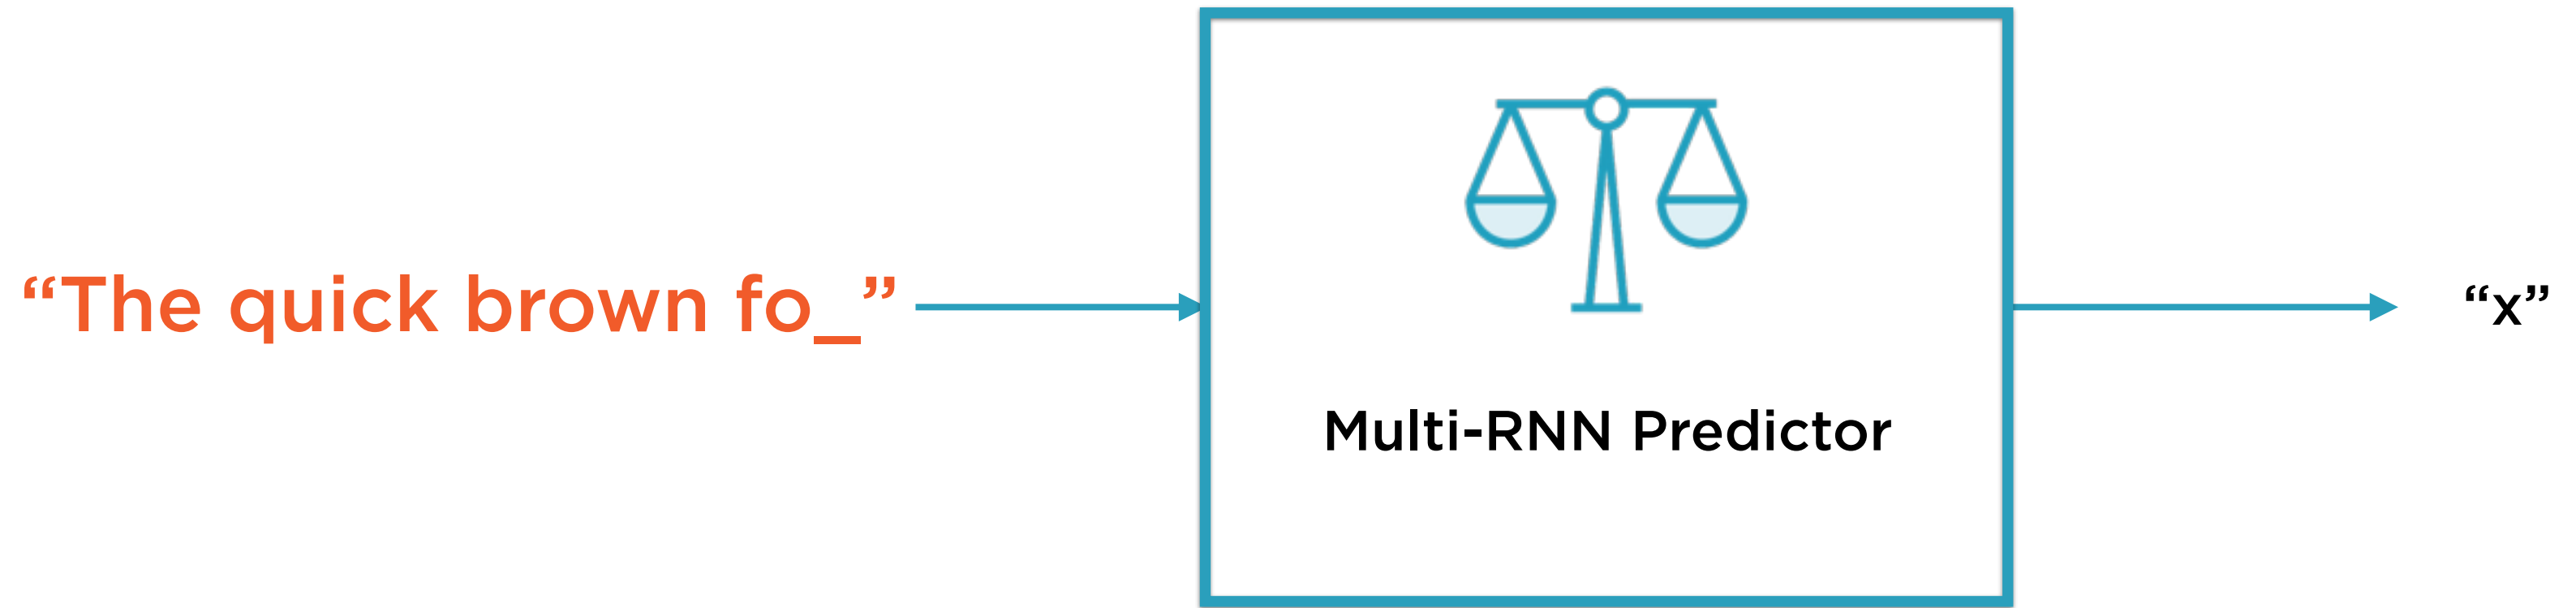 “The quick brown fo_”
Multi-RNN Predictor
“x”